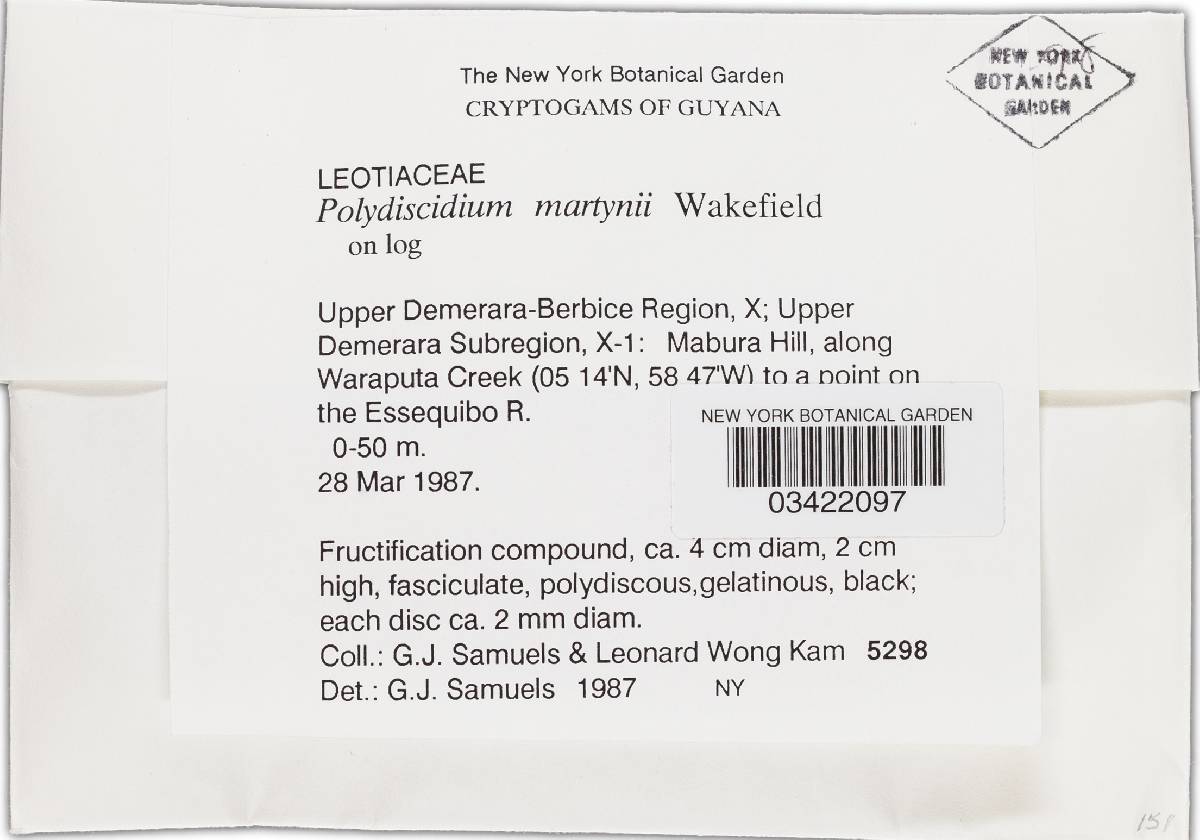 The New York Botanical Garden
CRYPTOGAMS OF GUYANA
NEW YORK
BOTANICAL
GARDEN
LEOTIACEAE
Polydiscidium martynii Wakefield
on log
Upper Demerara-Berbice Region, X; Upper
Demerara Subregion, X-1: Mabura Hill, along
Waraputa Creek (05 14'N, 58 47'W) to a point on
the Essequibo R.
0-50 m.
28 Mar 1987.
NEW YORK BOTANICAL GARDEN
03422097
Fructification compound, ca. 4 cm diam, 2 cm
high, fasciculate, polydiscous,gelatinous, black;
each disc ca. 2 mm diam.
Coll.: G.J. Samuels & Leonard Wong Kam 5298
Det.: G.J. Samuels 1987 NY